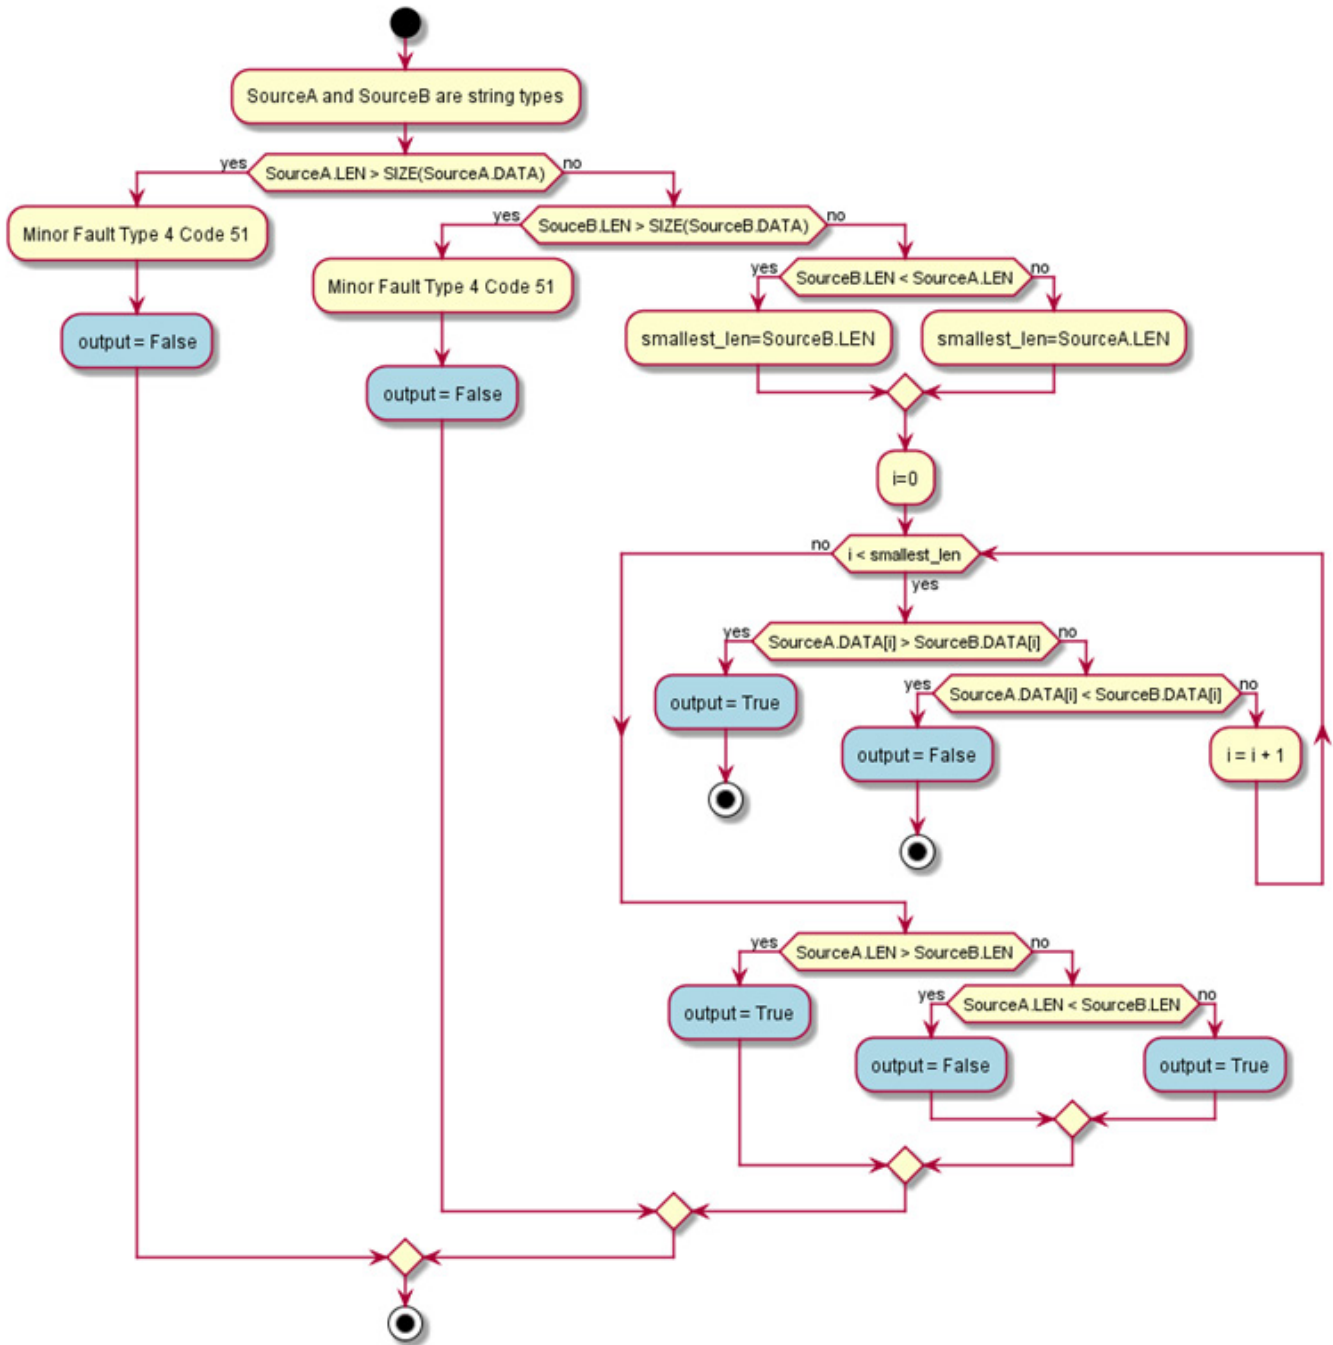 SourceA and SourceB are string types
yes
SourceA.LEN > SIZE(SourceA.DATA)
no
Minor Fault Type 4 Code 51
output = False
yes
SouceB.LEN > SIZE(SourceB.DATA)
no
Minor Fault Type 4 Code 51
output = False
yes
SourceB.LEN < SourceA.LEN
no
smallest_len=SourceB.LEN
smallest_len=SourceA.LEN
i=0
no
i < smallest_len
yes
yes
SourceA.DATA[i] > SourceB.DATA[i]
no
output = True
yes
SourceA.DATA[i] < SourceB.DATA[i]
no
output = False
i = i + 1
yes
SourceA.LEN > SourceB.LEN
no
output = True
yes
SourceA.LEN < SourceB.LEN
no
output = False
output = True